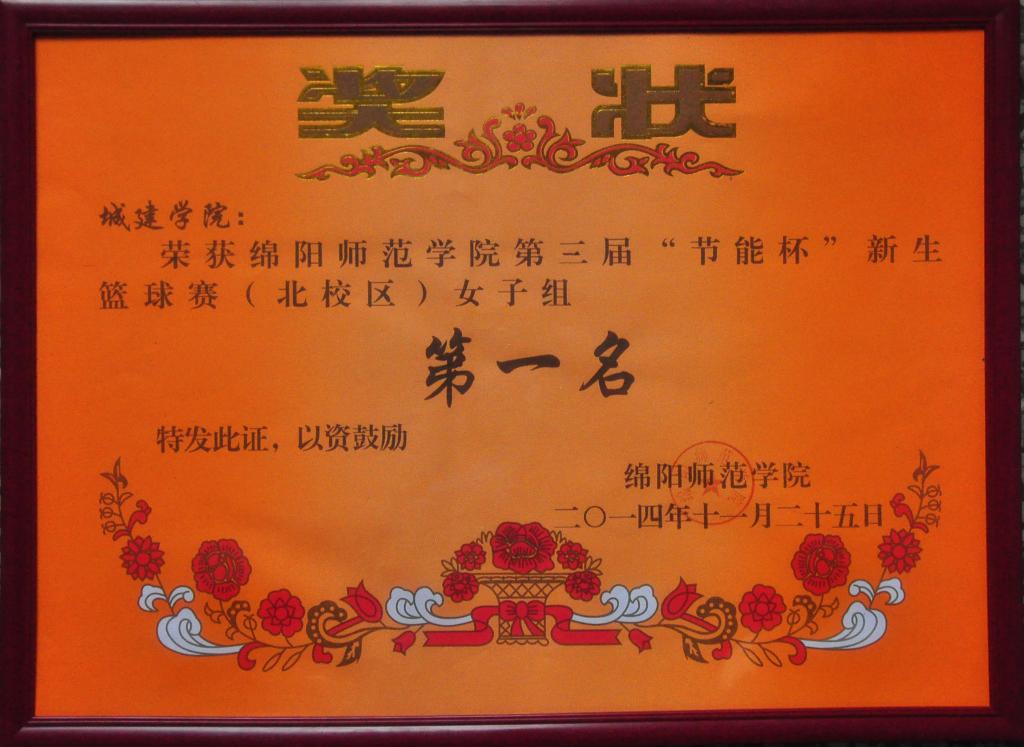 奖状
城建学院：
荣获绵阳师范学院第三届“节能杯”新生
篮球赛（北校区）女子组
第一名
特发此证，以资鼓励
绵阳师范学院
二〇一四年十一月二十五日